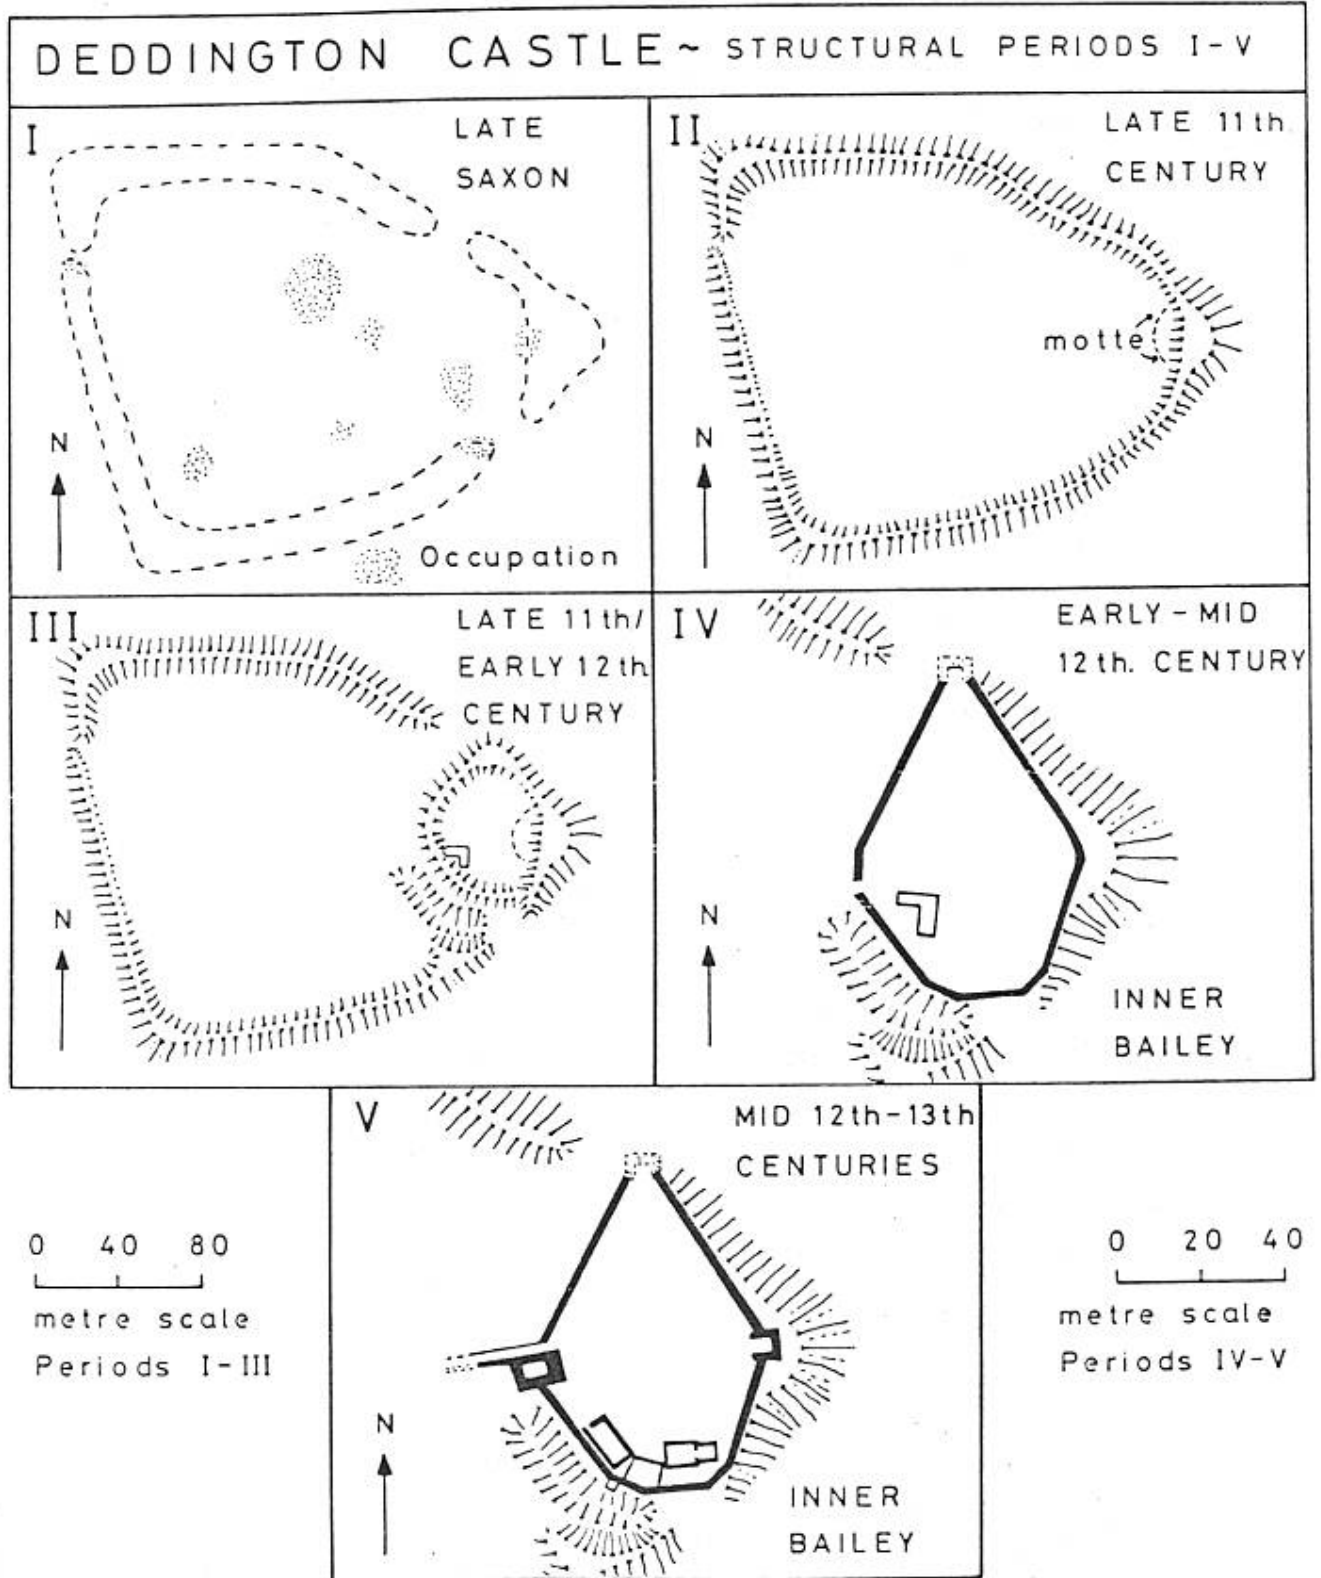 DEDDINGTON CASTLE ~ STRUCTURAL PERIODS I-V
I
LATE
SAXON
N
Occupation
II
LATE 11th
CENTURY
motte
N
III
LATE 11th/
EARLY 12th
CENTURY
N
IV
EARLY-MID
12th. CENTURY
N
INNER
BAILEY
V
MID 12th-13th
CENTURIES
N
INNER
BAILEY
0 40 80
metre scale
Periods I-III
0 20 40
metre scale
Periods IV-V